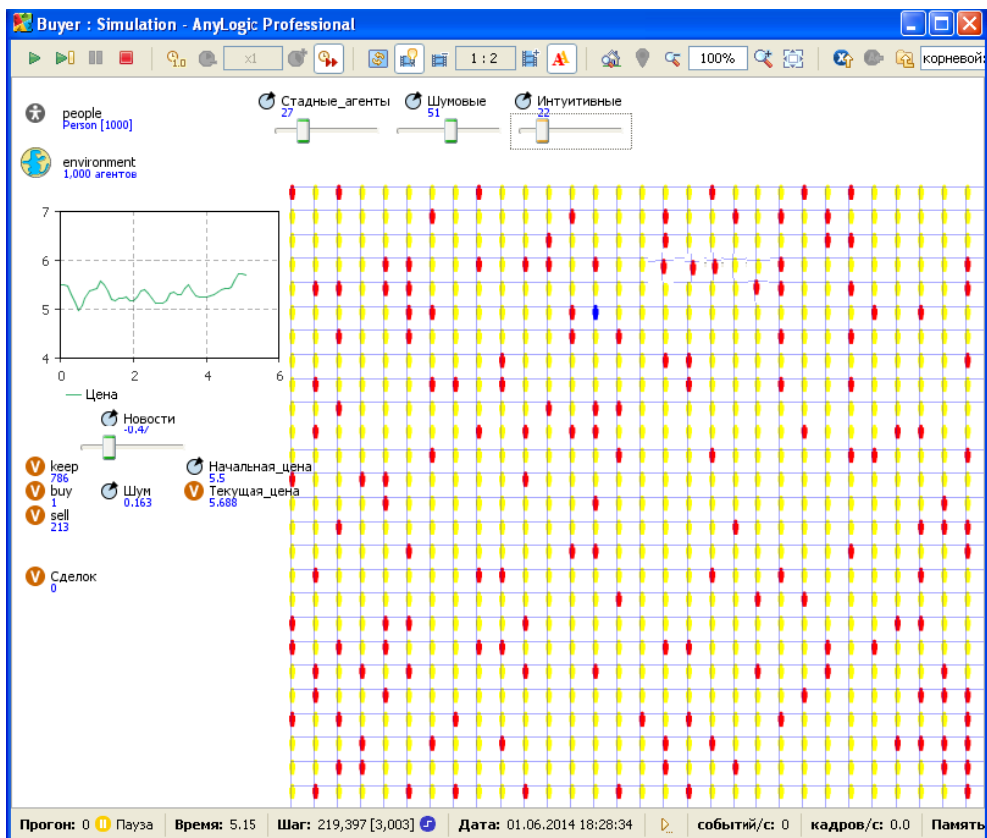 Buyer : Simulation - AnyLogic Professional
x1 1:2 A 100% корневой:
people
Person [1000]
Стадные_агенты
27
Шумовые
51
Интуитивные
22
environment
1,000 агентов
7
6
5
4
0 2 4 6
Цена
Новости
-0.47
V keep
786
Начальная_цена
5.5
V buy
1
Шум
0.163
V Текущая_цена
5.688
V sell
213
V Сделок
0
Прогон: 0 Пауза Время: 5.15 Шаг: 219,397 [3,003] Дата: 01.06.2014 18:28:34 событий/с: 0 кадров/с: 0.0 Память